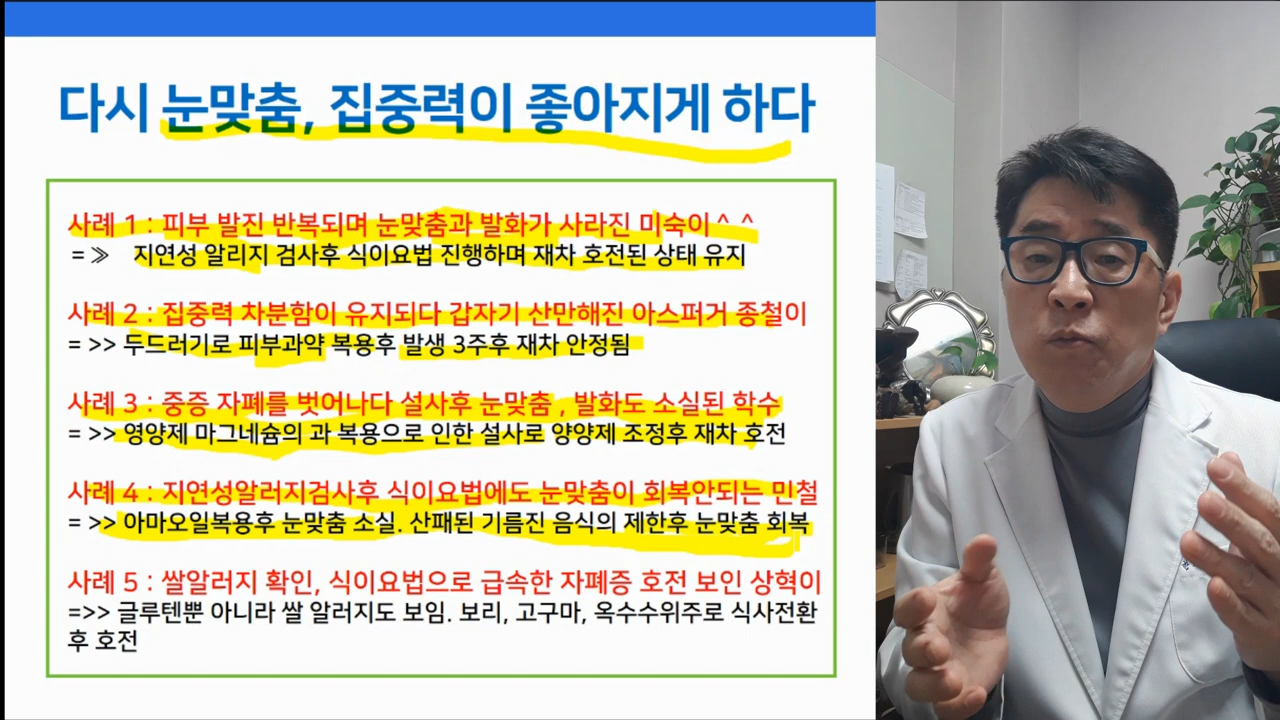 다시 눈맞춤, 집중력이 좋아지게 하다
사례 1 : 피부 발진 반복되며 눈맞춤과 발화가 사라진 미숙이^ ^
=≫ 지연성 알리지 검사후 식이요법 진행하며 재차 호전된 상태 유지
사례 2 : 집중력 차분함이 유지되다 갑자기 산만해진 아스퍼거 종철이
=>> 두드러기로 피부과약 복용후 발생 3주후 재차 안정됨
사례 3 : 중증 자폐를 벗어나다 설사후 눈맞춤 , 발화도 소실된 학수
=>> 영양제 마그네슘의 과 복용으로 인한 설사로 양양제 조정후 재차 호전
사례 4 : 지연성알러지검사후 식이요법에도 눈맞춤이 회복안되는 민철
=>> 아마오일복용후 눈맞춤 소실. 산패된 기름진 음식의 제한후 눈맞춤 회복
사례 5 : 쌀알러지 확인, 식이요법으로 급속한 자폐증 호전 보인 상혁이
=>> 글루텐뿐 아니라 쌀 알러지도 보임. 보리, 고구마, 옥수수위주로 식사전환
후 호전